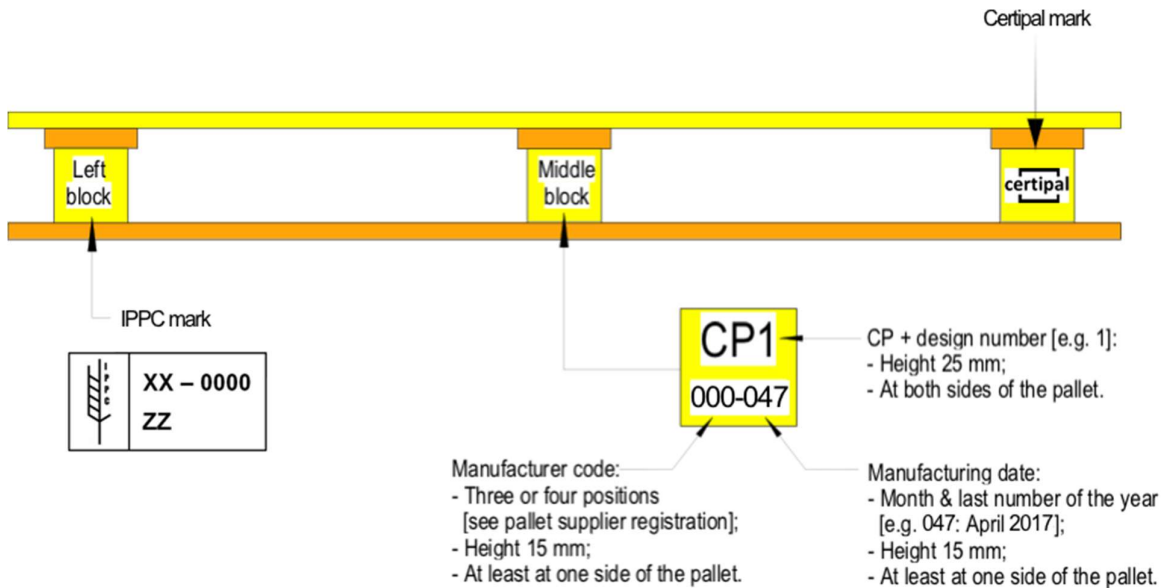 Certipal mark
Left
block
Middle
block
certipal
IPPC mark
IPPC
XX – 0000
ZZ
CP1
000-047
CP + design number [e.g. 1]:
- Height 25 mm;
- At both sides of the pallet.
Manufacturer code:
- Three or four positions
[see pallet supplier registration];
- Height 15 mm;
- At least at one side of the pallet.
Manufacturing date:
- Month & last number of the year
[e.g. 047: April 2017];
- Height 15 mm;
- At least at one side of the pallet.